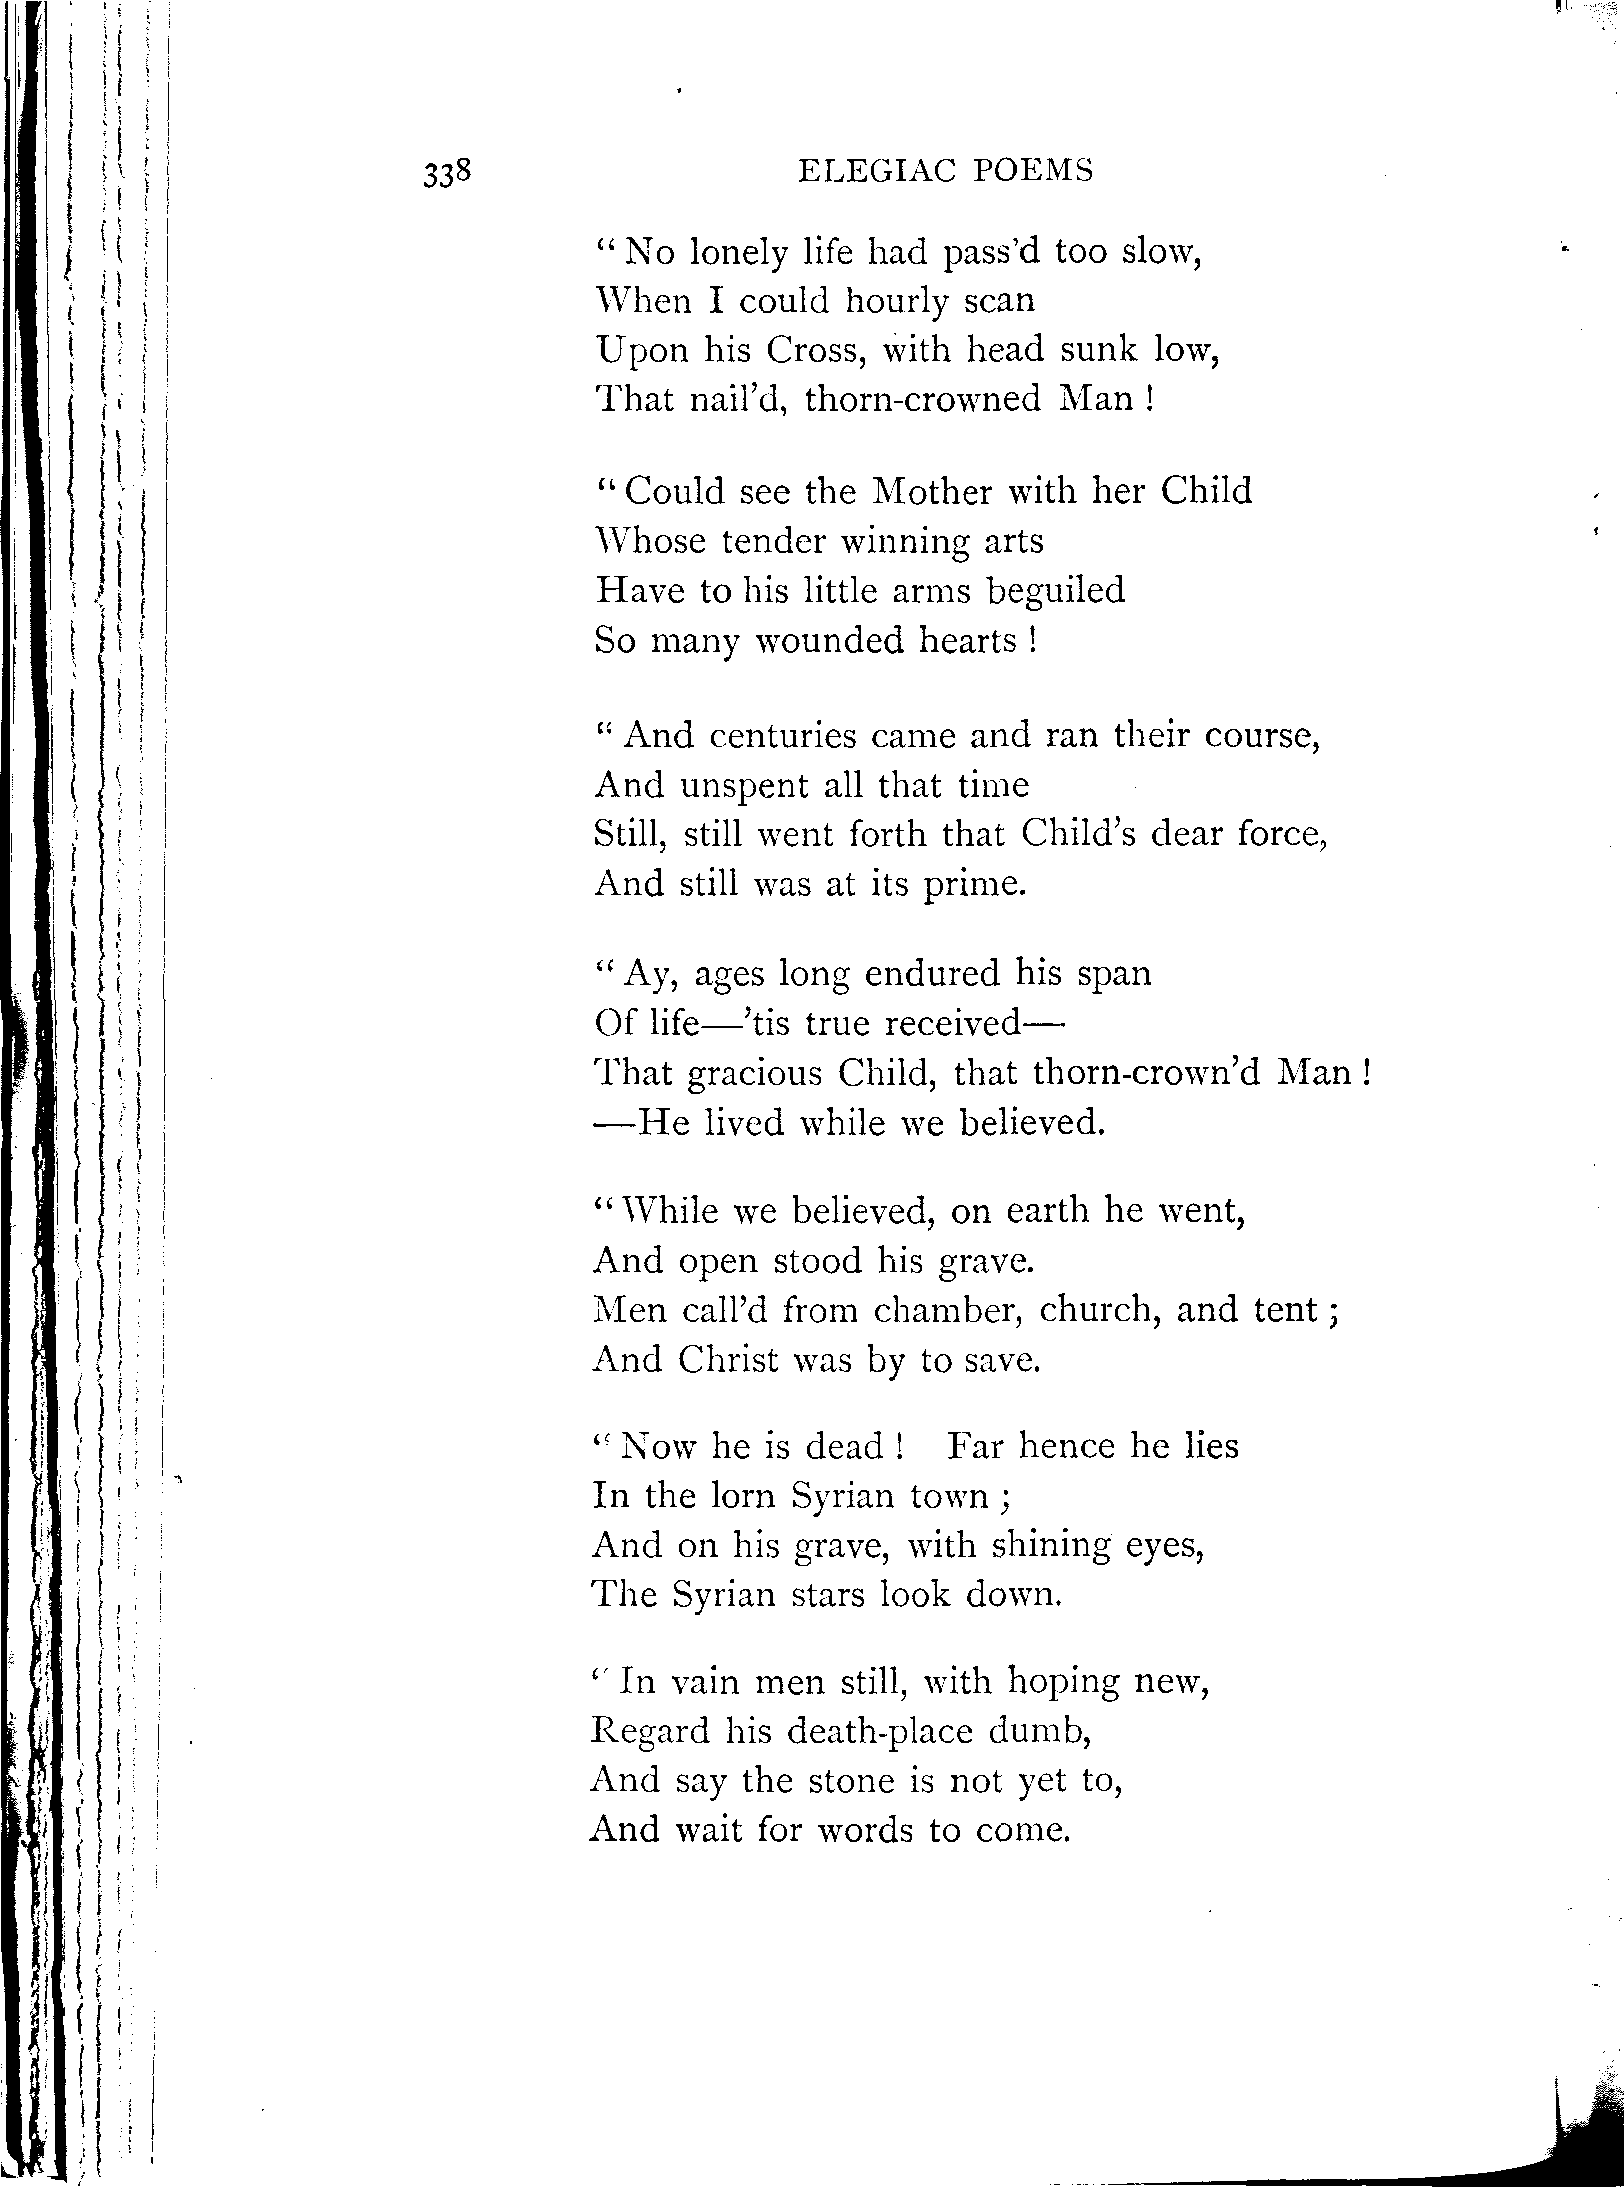 338 ELEGIAC POEMS
“ No lonely life had pass’d too slow,
When I could hourly scan
Upon his Cross, with head sunk low,
That nail’d, thorn-crowned Man !
“ Could see the Mother with her Child
Whose tender winning arts
Have to his little arms beguiled
So many wounded hearts !
“ And centuries came and ran their course,
And unspent all that time
Still, still went forth that Child’s dear force,
And still was at its prime.
“ Ay, ages long endured his span
Of life—’tis true received—
That gracious Child, that thorn-crown’d Man !
—He lived while we believed.
“ While we believed, on earth he went,
And open stood his grave.
Men call’d from chamber, church, and tent ;
And Christ was by to save.
“ Now he is dead ! Far hence he lies
In the lorn Syrian town ;
And on his grave, with shining eyes,
The Syrian stars look down.
“ In vain men still, with hoping new,
Regard his death-place dumb,
And say the stone is not yet to,
And wait for words to come.